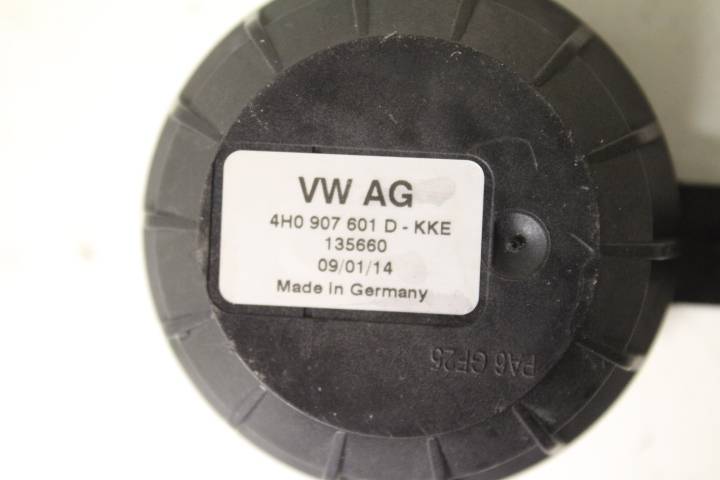 VW AG
4H0 907 601 D - KKE
135660
09/01/14
Made in Germany
PA6 GF25